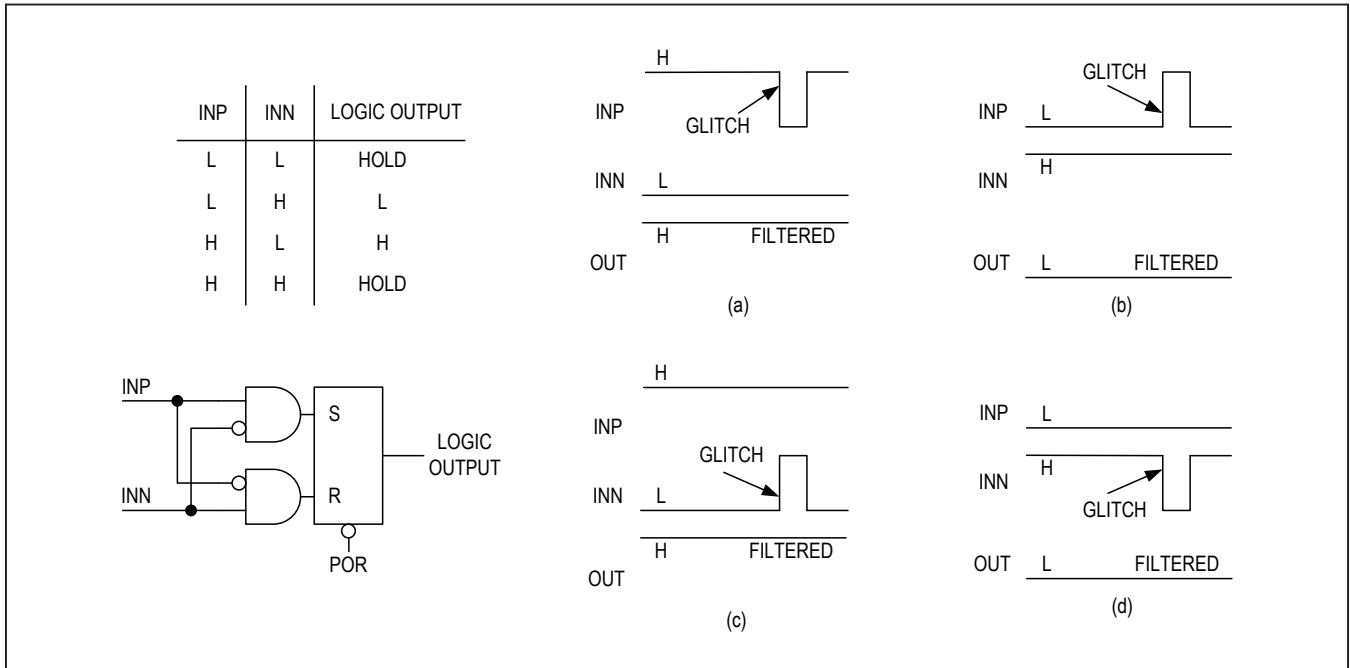 INP INN LOGIC OUTPUT
L L HOLD
L H L
H L H
H H HOLD
INP
INN
S
R
LOGIC
OUTPUT
POR
H
INP
GLITCH
INN L
H FILTERED
OUT
(a)
GLITCH
INP L
H
INN
OUT L FILTERED
(b)
H
INP
GLITCH
INN L
H FILTERED
OUT
(c)
INP L
H
INN
GLITCH
OUT L FILTERED
(d)